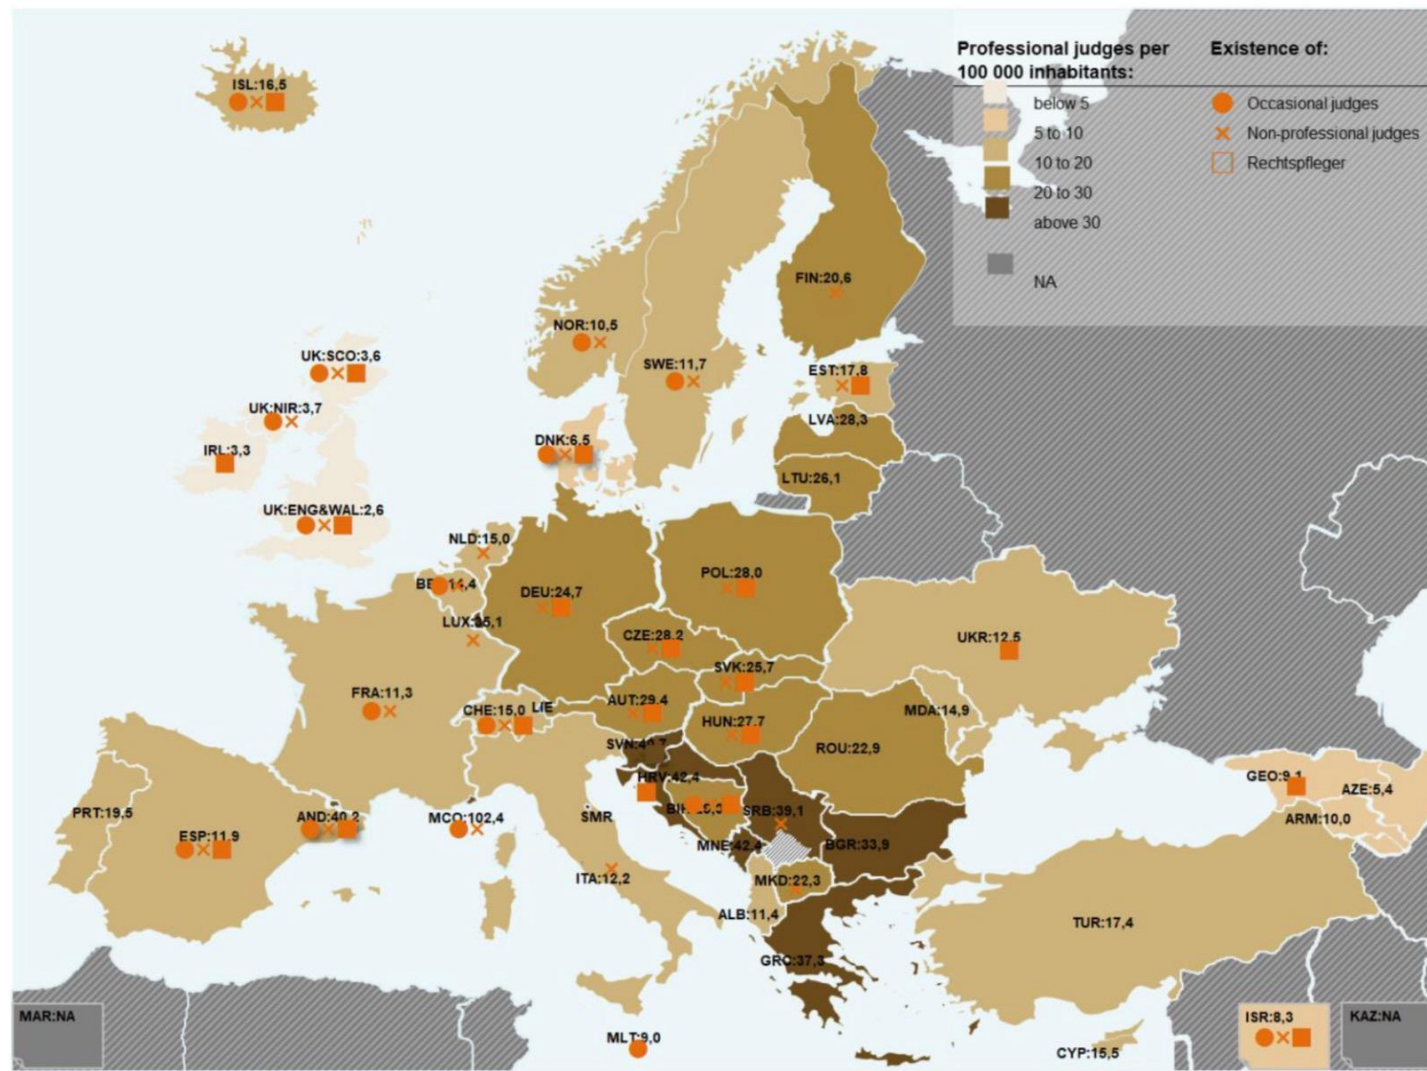 Professional judges per
100 000 inhabitants:
below 5
5 to 10
10 to 20
20 to 30
above 30
NA
Existence of:
Occasional judges
Non-professional judges
Rechtspfleger
ISL:16,5
FIN:20,6
NOR:10,5
UK:SCO:3,6
SWE:11,7
EST:17,8
UK:NIR:3,7
LVA:28,3
DNK:6,5
IRL:3,3
LTU:26,1
UK:ENG&WAL:2,6
NLD:15,0
POL:28,0
14,4
DEU:24,7
LUX:35,1
CZE:28,2
UKR:12,5
SVK:25,7
FRA:11,3
AUT:29,4
CHE:15,0
LIE
MDA:14,9
HUN:27,7
ROU:22,9
HRV:42,4
GEO:9,1
AZE:5,4
PRT:19,5
AND:40,2
MCO:102,4
SMR
SRB:39,1
ARM:10,0
ESP:11,9
MNE:42,4
BGR:33,9
ITA:12,2
MKD:22,3
ALB:11,4
TUR:17,4
GRC:37,3
MAR:NA
ISR:8,3
KAZ:NA
MLT:9,0
CYP:15,5